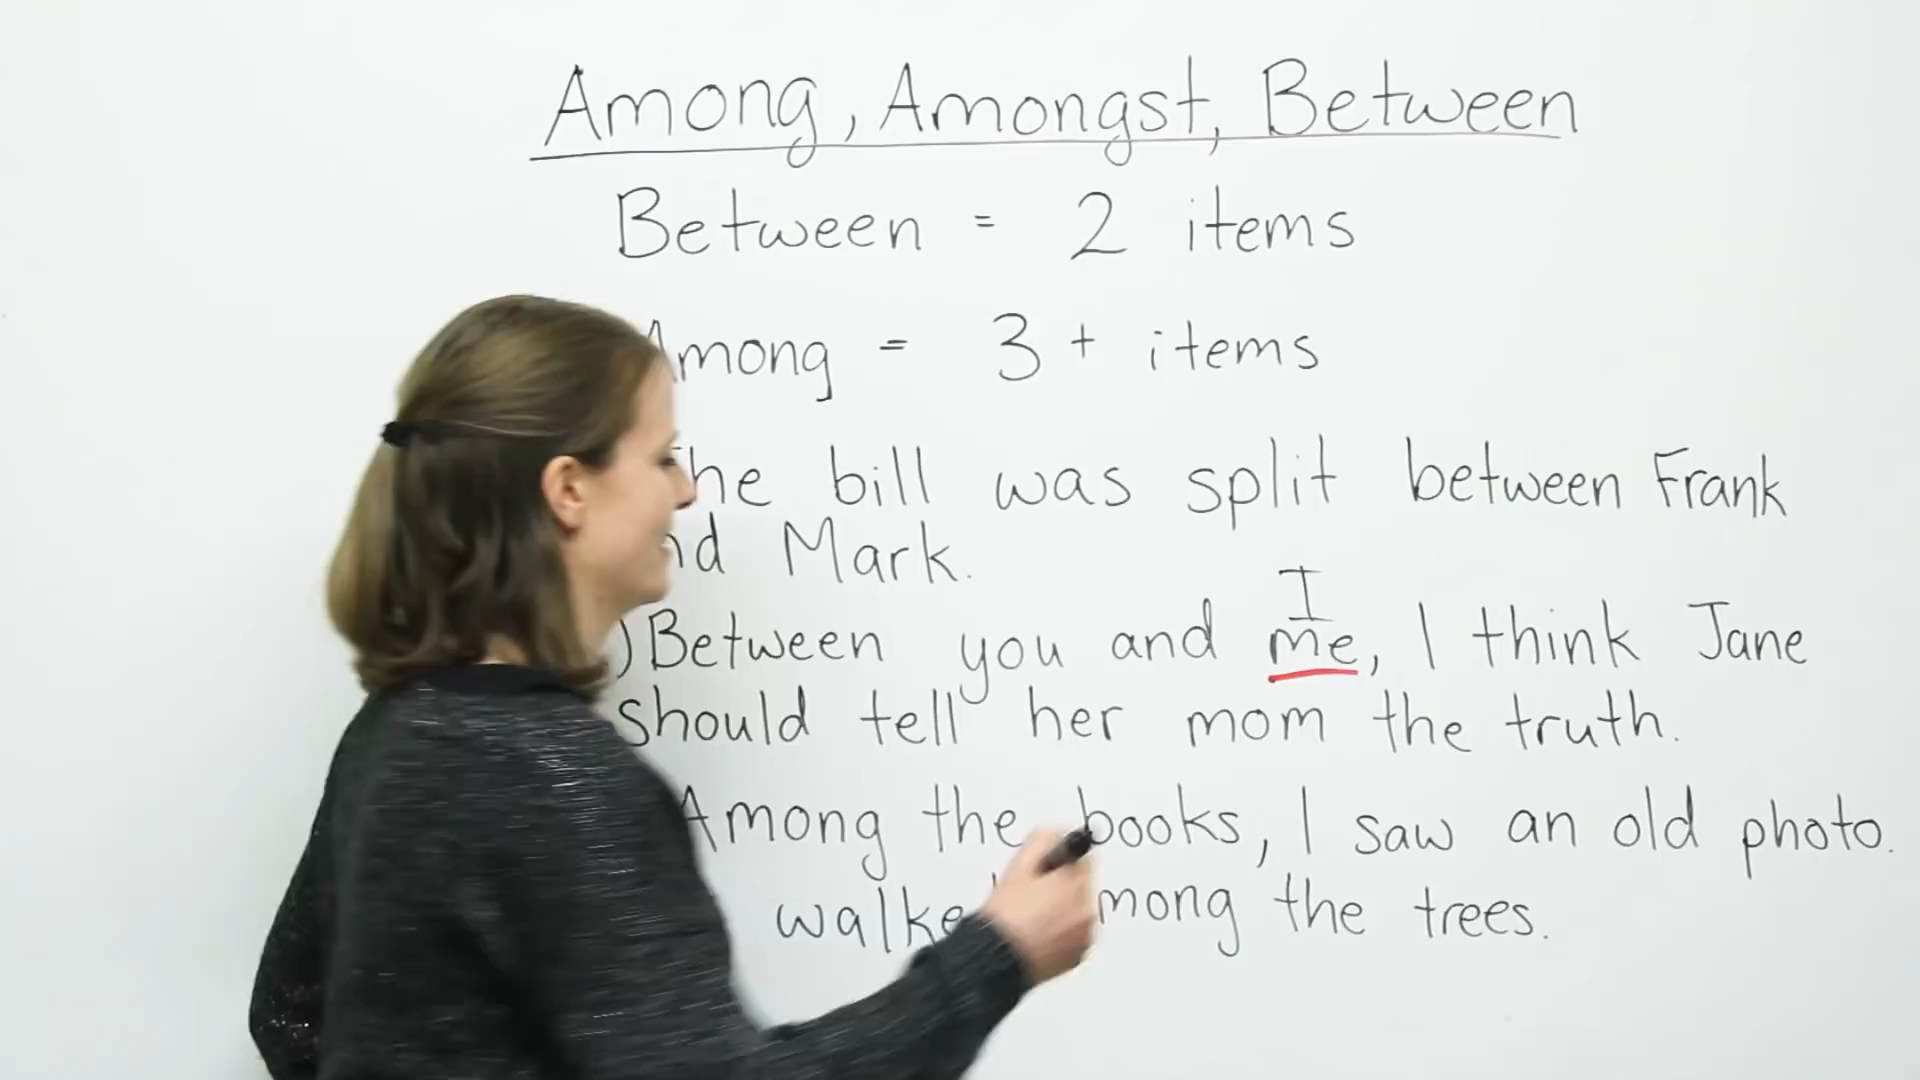 Among, Amongst, Between
Between = 2 items
Among = 3+ items
he bill was split between Frank
nd Mark.
I
) Between you and me, I think Jane
should tell her mom the truth.
Among the books, I saw an old photo.
walke mong the trees.